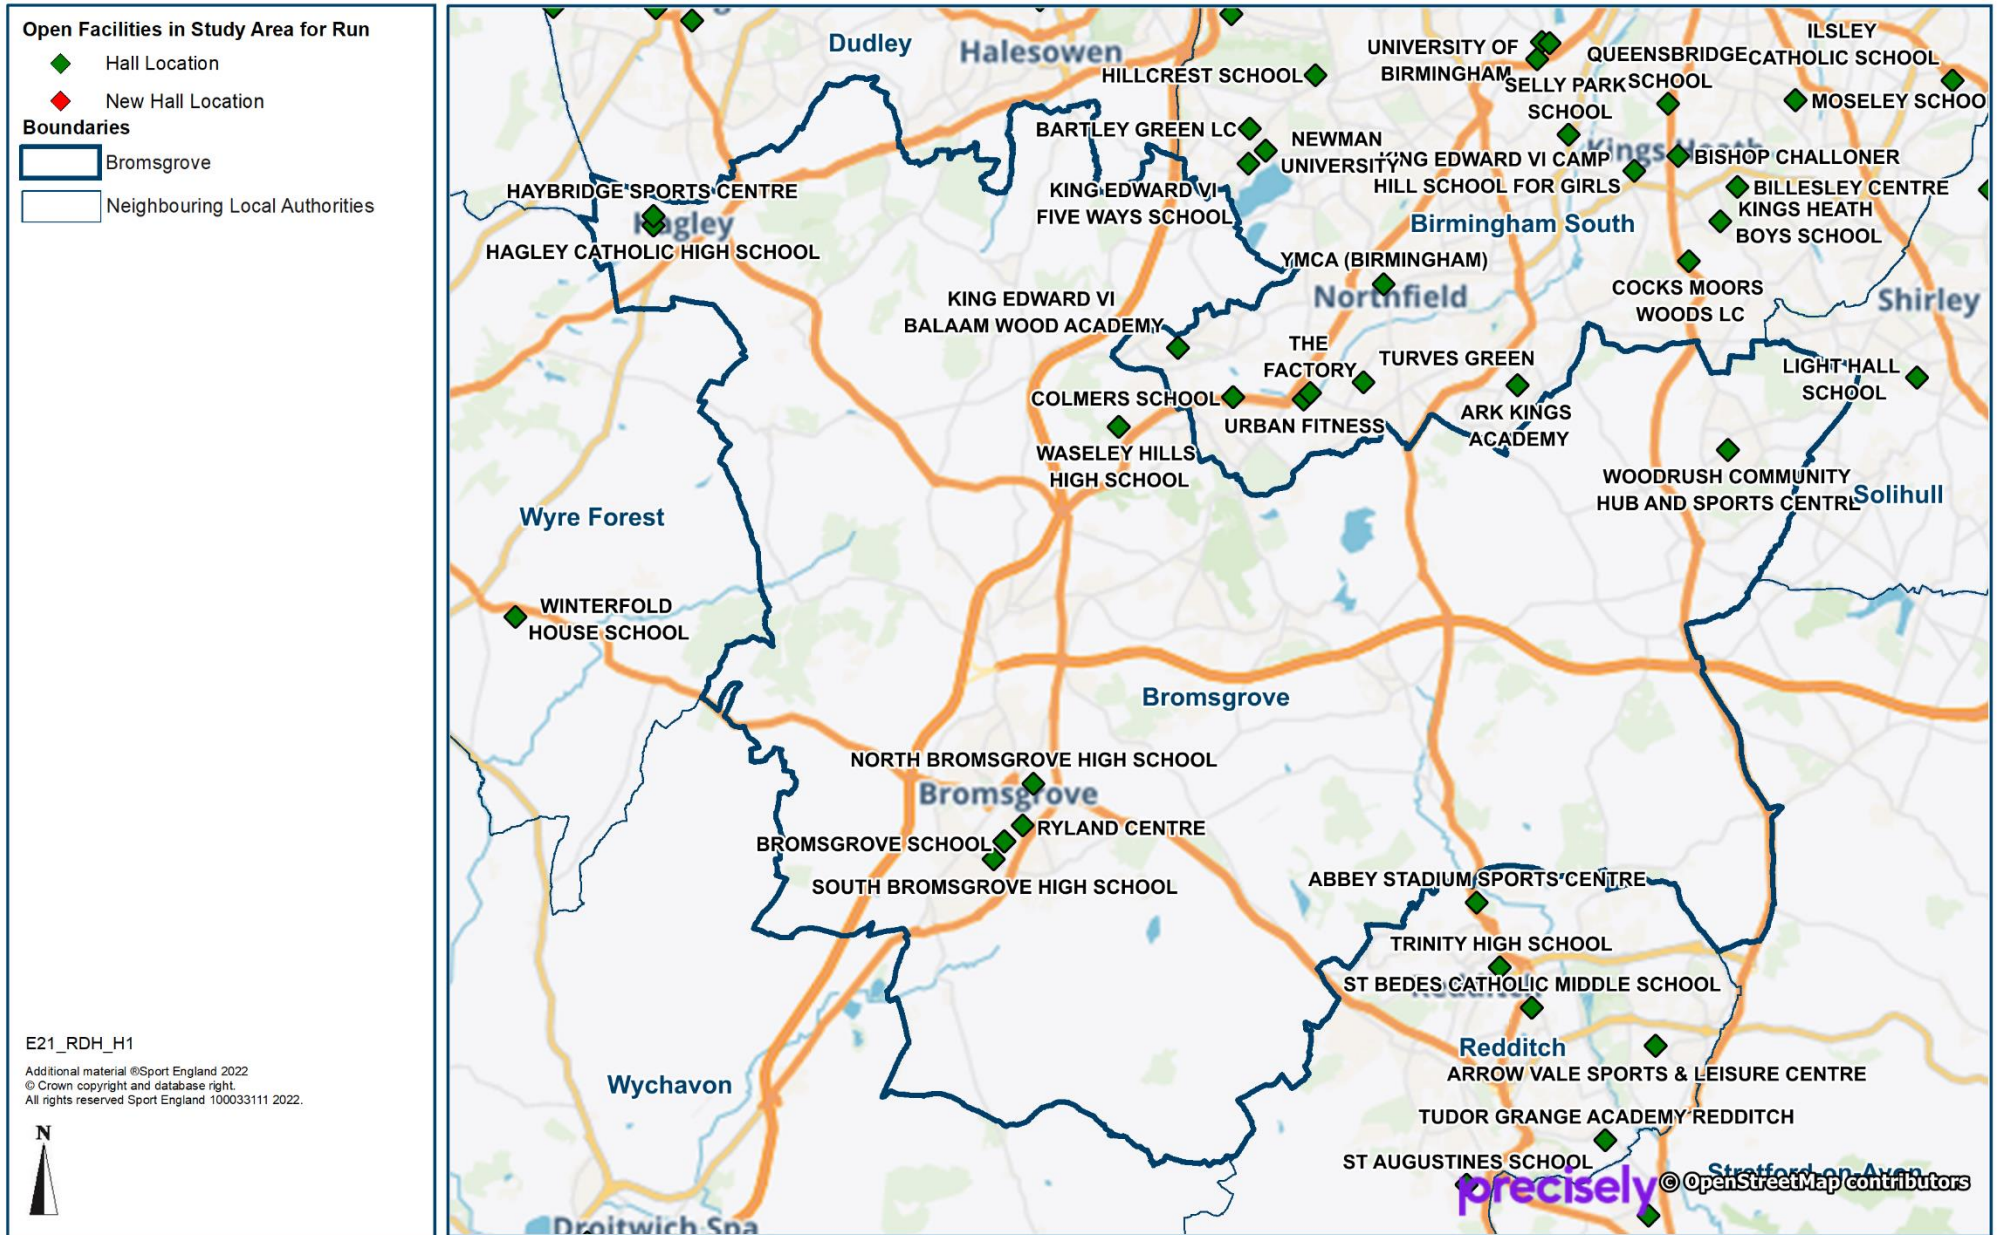 Open Facilities in Study Area for Run
Hall Location
New Hall Location
Boundaries
Bromsgrove
Neighbouring Local Authorities
E21_RDH_H1
Additional material ®Sport England 2022
© Crown copyright and database right.
All rights reserved Sport England 100033111 2022.
N
Dudley
Halesowen
HILLCREST SCHOOL
UNIVERSITY OF
BIRMINGHAM
QUEENSBRIDGE
SCHOOL
ILSLEY
CATHOLIC SCHOOL
SELLY PARK
SCHOOL
MOSELEY SCHOO
BARTLEY GREEN LC
NEWMAN
UNIVERSITY
KING EDWARD VI CAMP
HILL SCHOOL FOR GIRLS
Kings Heath
BISHOP CHALLONER
BILLESLEY CENTRE
KINGS HEATH
BOYS SCHOOL
HAYBRIDGE SPORTS CENTRE
Hagley
HAGLEY CATHOLIC HIGH SCHOOL
KING EDWARD VI
FIVE WAYS SCHOOL
Birmingham South
YMCA (BIRMINGHAM)
Northfield
COCKS MOORS
WOODS LC
Shirley
KING EDWARD VI
BALAAM WOOD ACADEMY
THE
FACTORY
TURVES GREEN
LIGHT HALL
SCHOOL
COLMERS SCHOOL
URBAN FITNESS
ARK KINGS
ACADEMY
WASELEY HILLS
HIGH SCHOOL
WOODRUSH COMMUNITY
HUB AND SPORTS CENTRE
Solihull
Wyre Forest
WINTERFOLD
HOUSE SCHOOL
Bromsgrove
NORTH BROMSGROVE HIGH SCHOOL
Bromsgrove
RYLAND CENTRE
BROMSGROVE SCHOOL
SOUTH BROMSGROVE HIGH SCHOOL
ABBEY STADIUM SPORTS CENTRE
TRINITY HIGH SCHOOL
ST BEDES CATHOLIC MIDDLE SCHOOL
Redditch
Redditch
ARROW VALE SPORTS & LEISURE CENTRE
Wychavon
TUDOR GRANGE ACADEMY REDDITCH
ST AUGUSTINES SCHOOL
Stratford-on-Avon
precisely
© OpenStreetMap contributors
Droitwich Spa